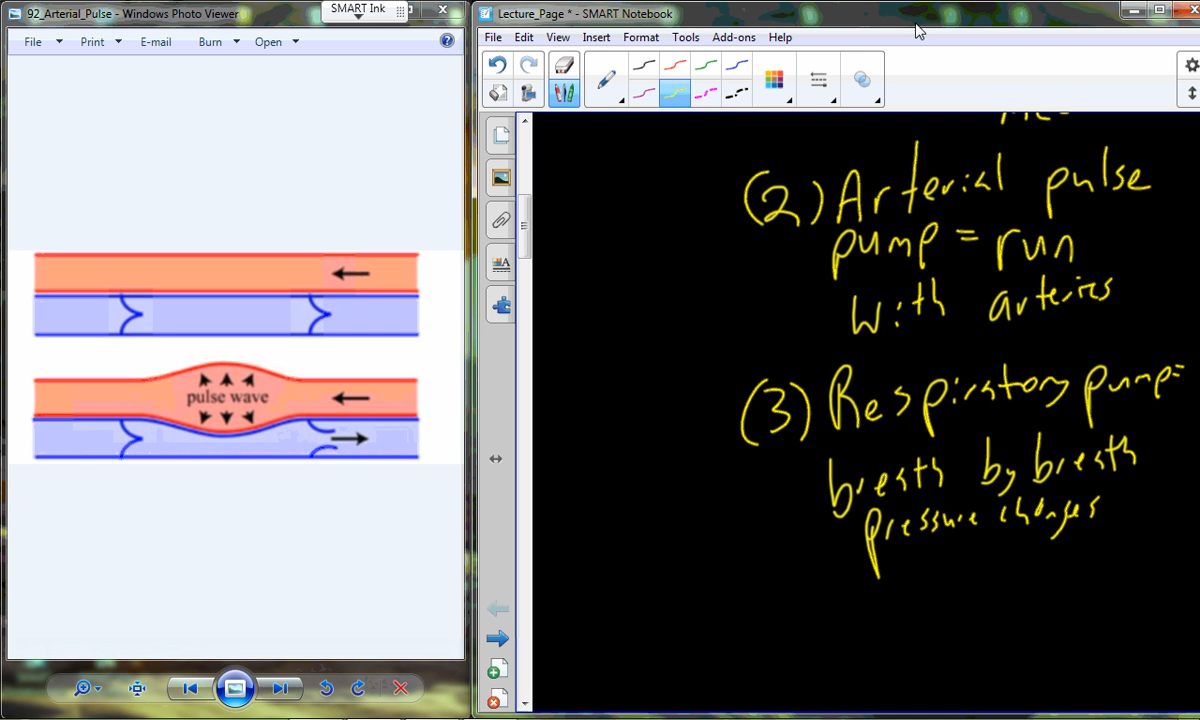 92_Arterial_Pulse - Windows Photo Viewer
SMART Ink
File Print E-mail Burn Open
pulse wave
Lecture_Page * - SMART Notebook
File Edit View Insert Format Tools Add-ons Help
(2) Arterial pulse
pump = run
with arteries
(3) Respiratory pump=
breath by breath
pressure changes